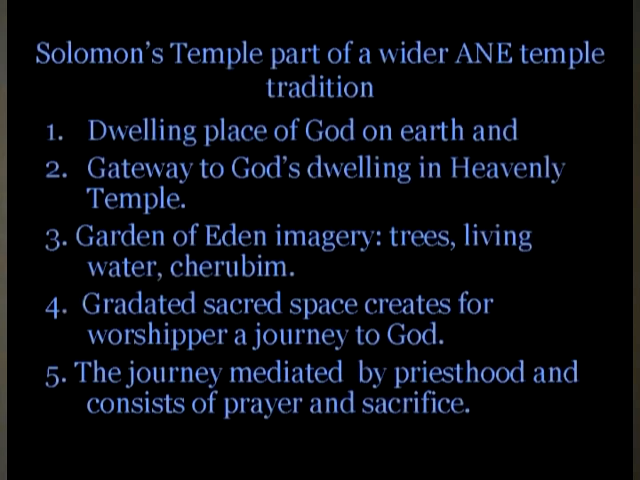 Solomon’s Temple part of a wider ANE temple
tradition
1. Dwelling place of God on earth and
2. Gateway to God’s dwelling in Heavenly
Temple.
3. Garden of Eden imagery: trees, living
water, cherubim.
4. Gradated sacred space creates for
worshipper a journey to God.
5. The journey mediated by priesthood and
consists of prayer and sacrifice.